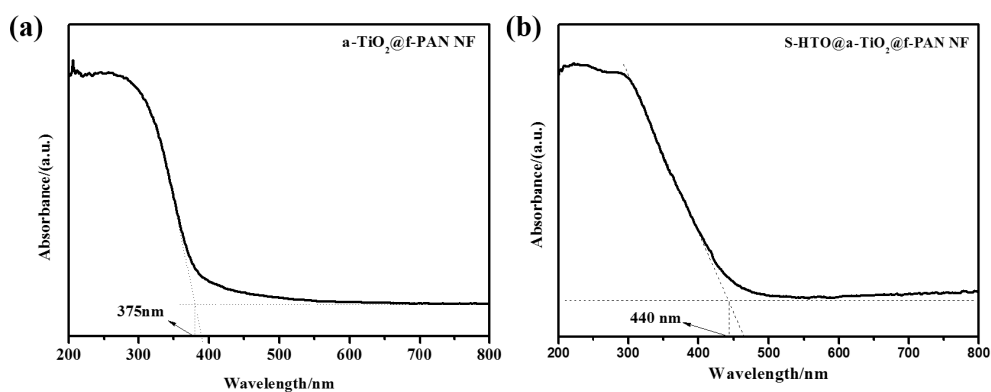 (a)
a-TiO2@f-PAN NF
Absorbance/(a.u.)
375nm
200 300 400 500 600 700 800
Wavelength/nm
(b)
S-HTO@a-TiO2@f-PAN NF
Absorbance/(a.u.)
440 nm
200 300 400 500 600 700 800
Wavelength/nm